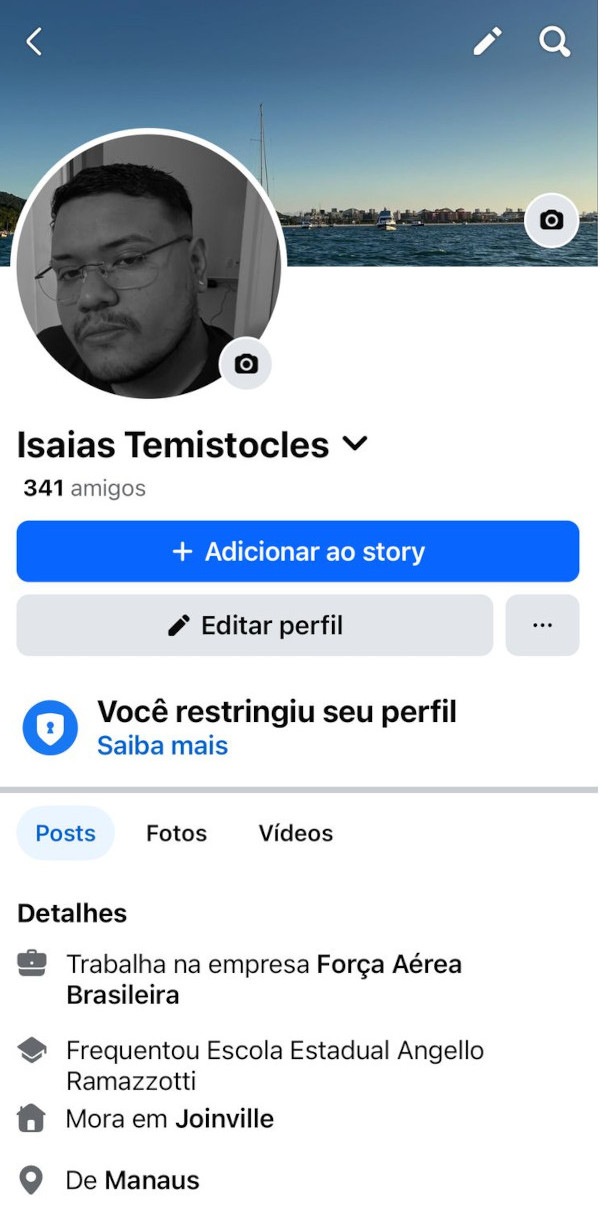 Isaias Temistocles
341 amigos
+ Adicionar ao story
Editar perfil
...
Você restringiu seu perfil
Saiba mais
Posts Fotos Vídeos
Detalhes
Trabalha na empresa Força Aérea
Brasileira
Frequentou Escola Estadual Angello
Ramazzotti
Mora em Joinville
De Manaus